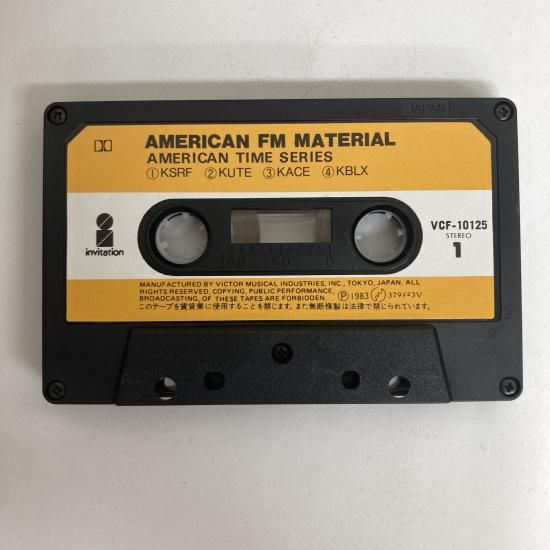 JAPAN
AMERICAN FM MATERIAL
AMERICAN TIME SERIES
①KSRF ②KUTE ③KACE ④KBLX
invitation
VCF-10125
STEREO
1
100 50 0
MANUFACTURED BY VICTOR MUSICAL INDUSTRIES, INC., TOKYO, JAPAN. ALL
RIGHTS RESERVED, COPYING, PUBLIC PERFORMANCE,
BROADCASTING, OF THESE TAPES ARE FORBIDDEN. Ⓟ1983
このテープを賃貸業に使用することを禁じます。また無断複製は法律で禁じられています。